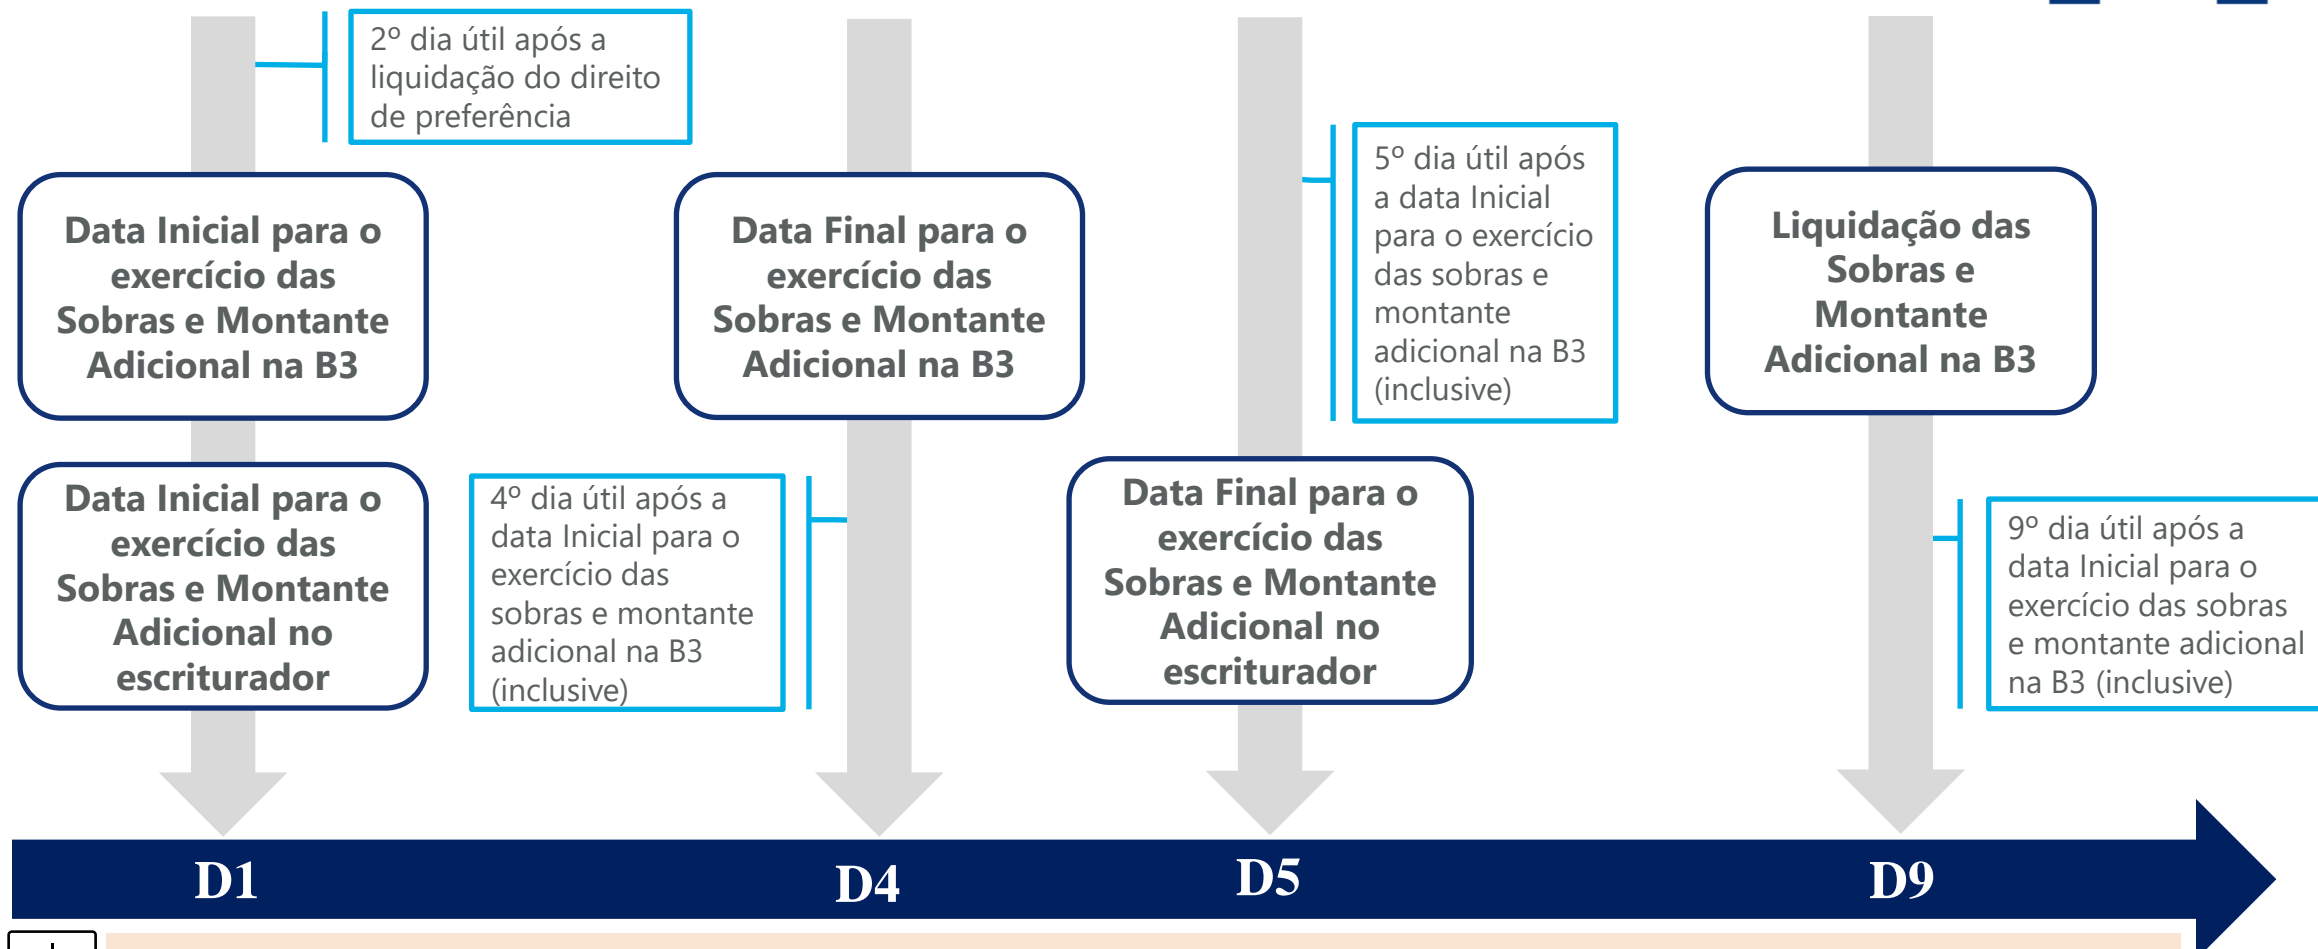 2º dia útil após a
liquidação do direito
de preferência
Data Inicial para o
exercício das
Sobras e Montante
Adicional na B3
Data Inicial para o
exercício das
Sobras e Montante
Adicional no
escriturador
Data Final para o
exercício das
Sobras e Montante
Adicional na B3
4º dia útil após a
data Inicial para o
exercício das
sobras e montante
adicional na B3
(inclusive)
5º dia útil após
a data Inicial
para o exercício
das sobras e
montante
adicional na B3
(inclusive)
Data Final para o
exercício das
Sobras e Montante
Adicional no
escriturador
Liquidação das
Sobras e
Montante
Adicional na B3
9º dia útil após a
data Inicial para o
exercício das sobras
e montante adicional
na B3 (inclusive)
D1
D4
D5
D9